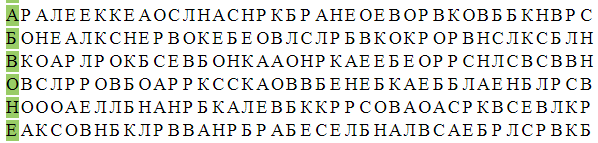 А Р А Л Е Е К К Е А О С Л Н А С Н Р К Б Р А Н Е О Е В О Р В К О В Б Б К Н В Р С
Б О Н Е А Л К С Н Е Р В О К Е Б Е О В Л С Л Р Б В К О К Р О Р В Н С Л К С Б Л Н
В К О А Р Л Р О К Б С Е В Б О Н К А А О Н Р К А Е Е Б Е О Р Р С Н Л С В С В В Н
О В С Л Р Р О В Б О А Р Р К С С К А О В В Б Е Н Е Б К А Е Б Б Л А Е Н Б Л Р С В
Н О О О А Е Л Л Б Н А Н Р Б К А Л Е В Б К К Р Р С О В А О А С Р К В С Е В Л К Р
Е А К С О В Н Б К Л Р В В А Н Р Б Р А Б Е С Е Л Б Н А Л В С А Е Б Р Л С Р В К Б